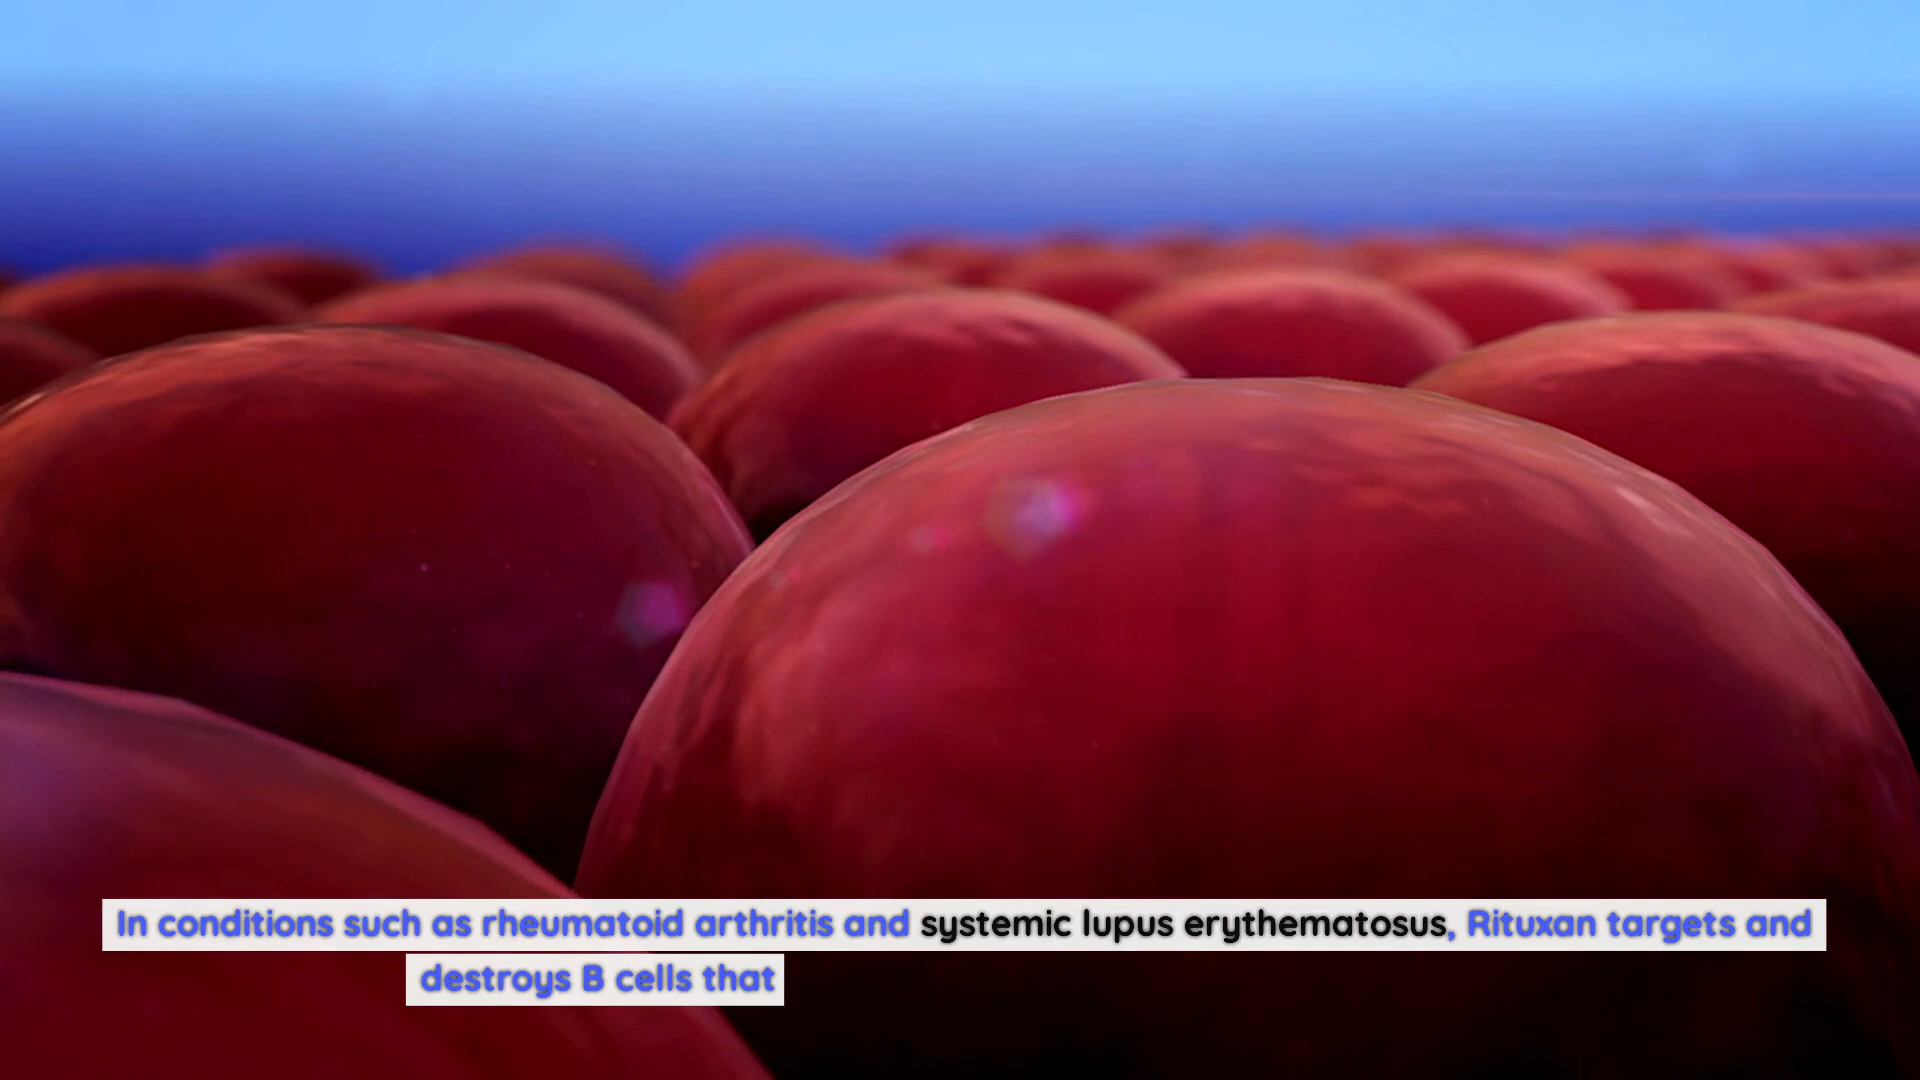 In conditions such as rheumatoid arthritis and systemic lupus erythematosus, Rituxan targets and
destroys B cells that